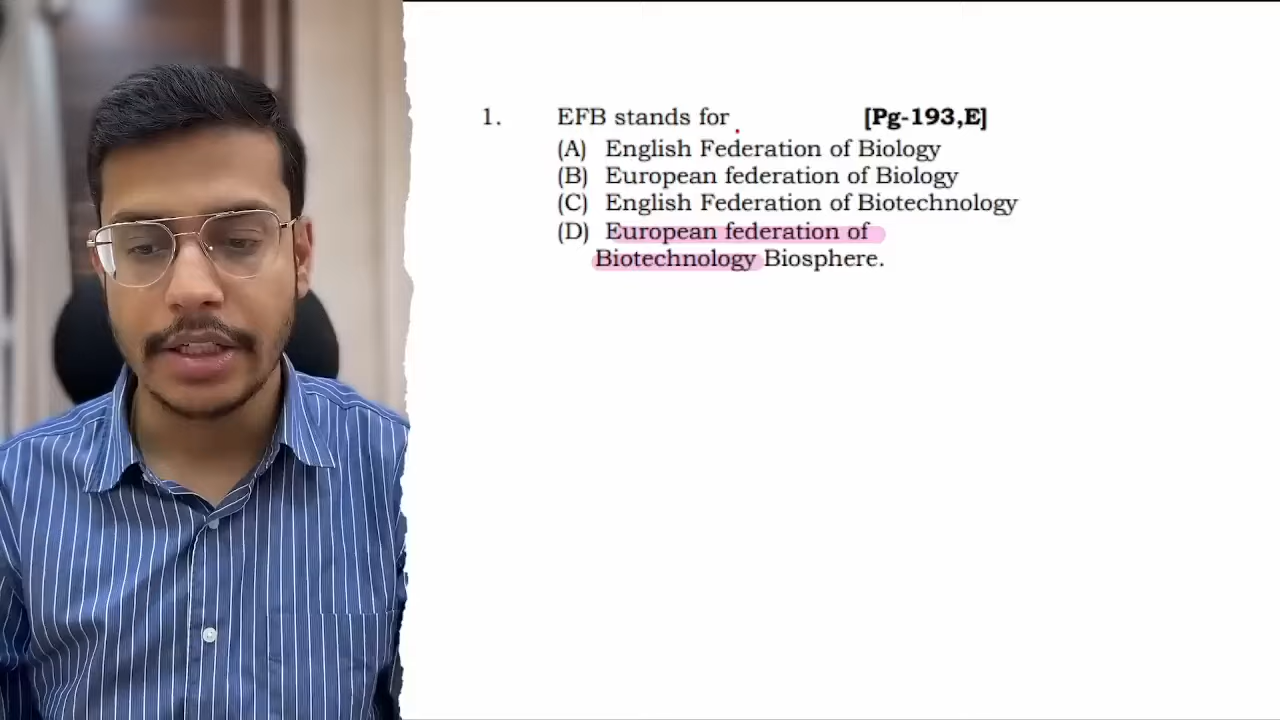 1. EFB stands for [Pg-193,E]
(A) English Federation of Biology
(B) European federation of Biology
(C) English Federation of Biotechnology
(D) European federation of
Biotechnology Biosphere.